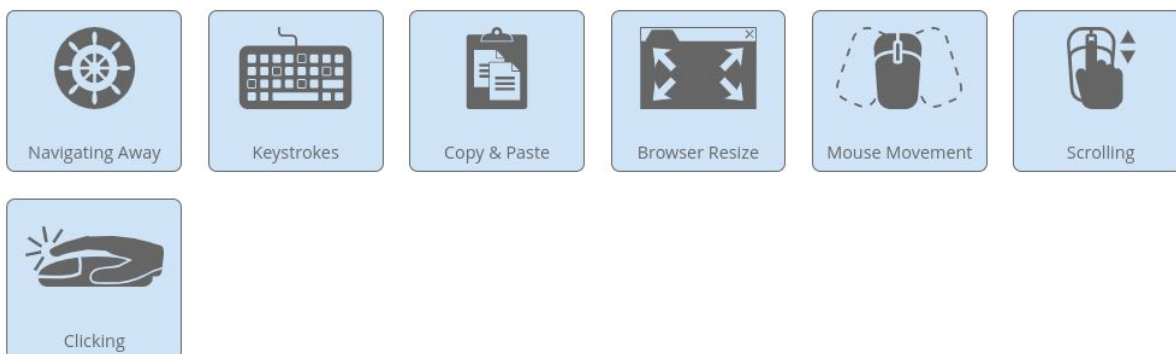 Navigating Away
Keystrokes
Copy & Paste
Browser Resize
Mouse Movement
Scrolling
Clicking